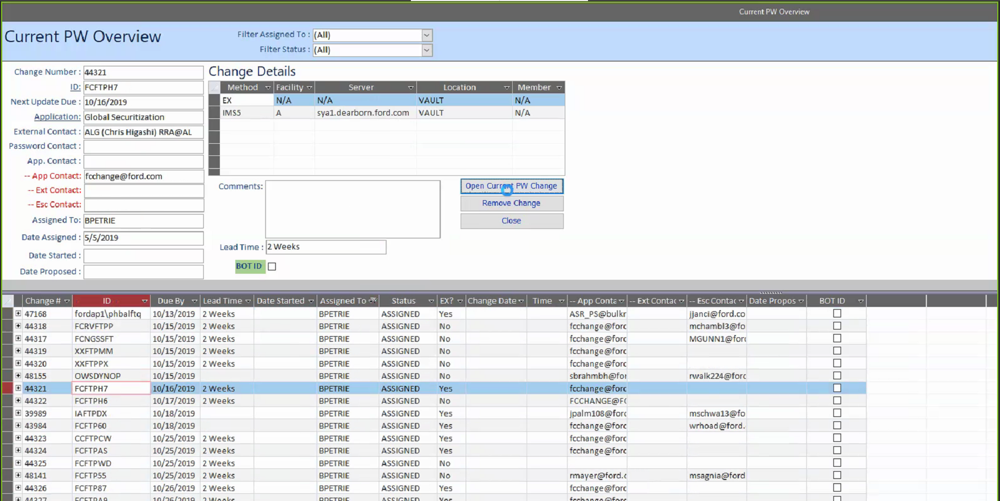 Current PW Overview
Current PW Overview
Filter Assigned To : (All)
Filter Status : (All)
Change Number : 44321
ID: FCFTPH7
Next Update Due : 10/16/2019
Application: Global Securitization
External Contact : ALG (Chris Higashi) RRA@AL
Password Contact :
App. Contact :
-- App Contact: fcchange@ford.com
-- Ext Contact:
-- Esc Contact:
Assigned To: BPETRIE
Date Assigned : 5/5/2019
Date Started :
Date Proposed :
Change Details
Method Facility Server Location Member
EX N/A N/A VAULT N/A
IMS5 A sya1.dearborn.ford.com VAULT N/A
Comments:
Open Current PW Change
Remove Change
Close
Lead Time : 2 Weeks
BOT ID
Change # ID Due By Lead Time Date Started Assigned To Status EX? Change Date Time -- App Conta -- Ext Contac -- Esc Contac Date Propos BOT ID
47168 fordap1\phbalftq 10/13/2019 2 Weeks BPETRIE ASSIGNED Yes ASR_PS@bulkr jjanci@ford.co
44318 FCRVFTPP 10/15/2019 2 Weeks BPETRIE ASSIGNED No fcchange@ford mchambl3@fo
44317 FCNGSSFT 10/15/2019 2 Weeks BPETRIE ASSIGNED No fcchange@ford MGUNN1@ford
44319 XXFTPMM 10/15/2019 2 Weeks BPETRIE ASSIGNED No fcchange@ford
44320 XXFTPPX 10/15/2019 2 Weeks BPETRIE ASSIGNED No fcchange@ford
48155 OWSDYNOP 10/15/2019 BPETRIE ASSIGNED No sbrahmbh@for rwalk224@ford
44321 FCFTPH7 10/16/2019 2 Weeks BPETRIE ASSIGNED Yes fcchange@ford
44322 FCFTPH6 10/17/2019 2 Weeks BPETRIE ASSIGNED No FCCHANGE@FO
39989 IAFTPDX 10/18/2019 BPETRIE ASSIGNED Yes jpalm108@ford mschwa13@fo
43984 FCFTP60 10/18/2019 BPETRIE ASSIGNED Yes fcchange@ford wrhoad@ford.
44323 CCFTPCW 10/25/2019 2 Weeks BPETRIE ASSIGNED Yes fcchange@ford
44324 FCFTPAS 10/25/2019 2 Weeks BPETRIE ASSIGNED Yes fcchange@ford
44325 FCFTPWD 10/25/2019 2 Weeks BPETRIE ASSIGNED No
48141 FCFTP55 10/25/2019 2 Weeks BPETRIE ASSIGNED No rmayer@ford.c msagnia@ford
44326 FCFTP87 10/26/2019 2 Weeks BPETRIE ASSIGNED Yes fcchange@ford
44327 FCFTPA9 10/26/2019 2 Weeks BPETRIE ASSIGNED Yes fcchange@ford